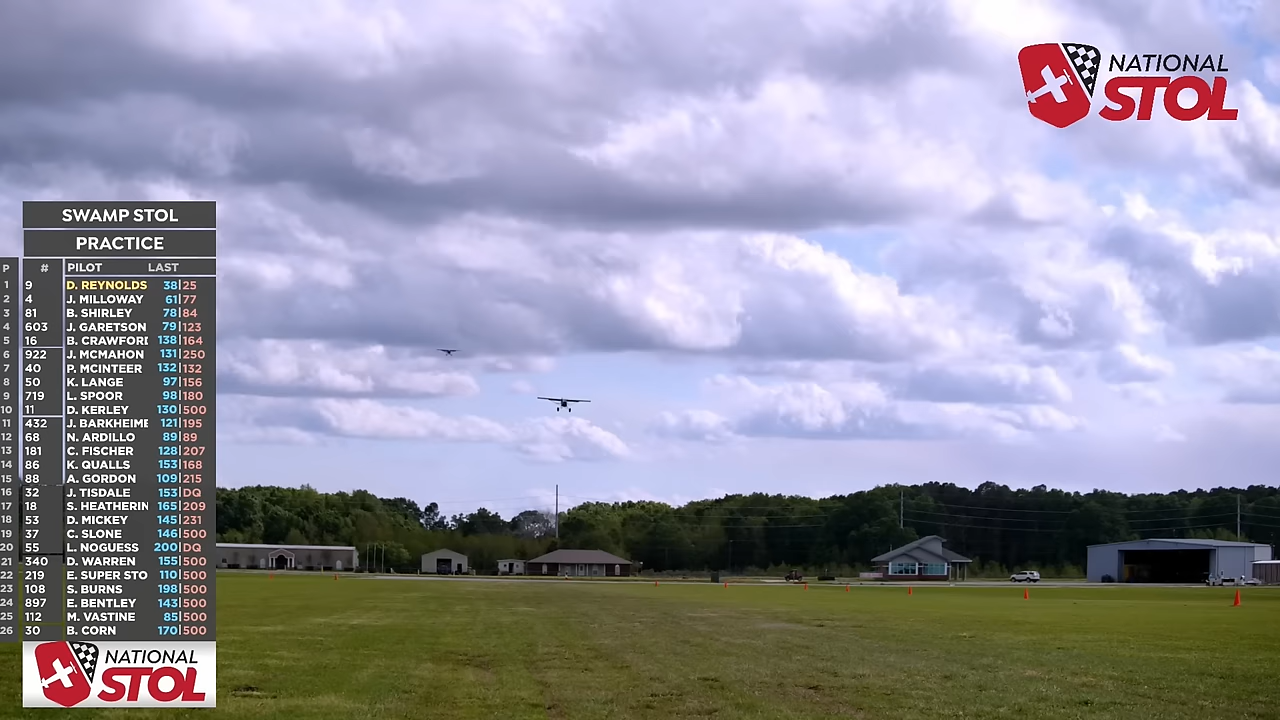 NATIONAL
STOL
SWAMP STOL
PRACTICE
P # PILOT LAST
1 9 D. REYNOLDS 38|25
2 4 J. MILLOWAY 61|77
3 81 B. SHIRLEY 78|84
4 603 J. GARETSON 79|123
5 16 B. CRAWFORD 138|164
6 922 J. MCMAHON 131|250
7 40 P. MCINTEER 132|132
8 50 K. LANGE 97|156
9 719 L. SPOOR 98|180
10 11 D. KERLEY 130|500
11 432 J. BARKHEIME 121|195
12 68 N. ARDILLO 89|89
13 181 C. FISCHER 128|207
14 86 K. QUALLS 153|168
15 88 A. GORDON 109|215
16 32 J. TISDALE 153|DQ
17 18 S. HEATHERIN 165|209
18 53 D. MICKEY 145|231
19 37 C. SLONE 146|500
20 55 L. NOGUESS 200|DQ
21 340 D. WARREN 155|500
22 219 E. SUPER STO 110|500
23 108 S. BURNS 198|500
24 897 E. BENTLEY 143|500
25 112 M. VASTINE 85|500
26 30 B. CORN 170|500
NATIONAL
STOL